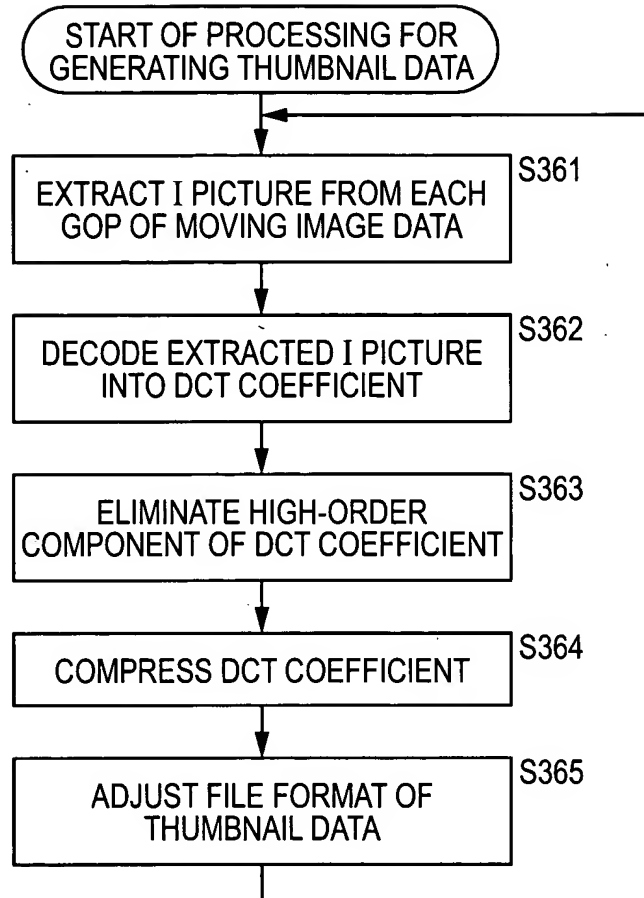 START OF PROCESSING FOR
GENERATING THUMBNAIL DATA
S361
EXTRACT I PICTURE FROM EACH
GOP OF MOVING IMAGE DATA
S362
DECODE EXTRACTED I PICTURE
INTO DCT COEFFICIENT
S363
ELIMINATE HIGH-ORDER
COMPONENT OF DCT COEFFICIENT
S364
COMPRESS DCT COEFFICIENT
S365
ADJUST FILE FORMAT OF
THUMBNAIL DATA